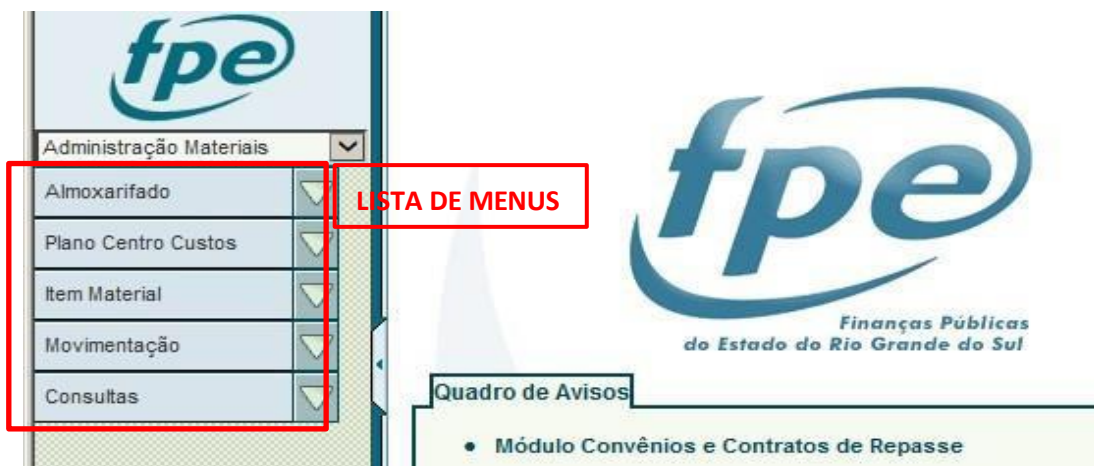 fpe
Administração Materiais
Almoxarifado
LISTA DE MENUS
Plano Centro Custos
Item Material
Movimentação
Consultas
fpe
Finanças Públicas
do Estado do Rio Grande do Sul
Quadro de Avisos
• Módulo Convênios e Contratos de Repasse